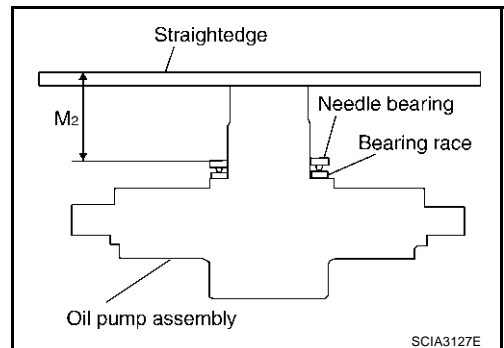 Straightedge
M2
Needle bearing
Bearing race
Oil pump assembly
SCIA3127E